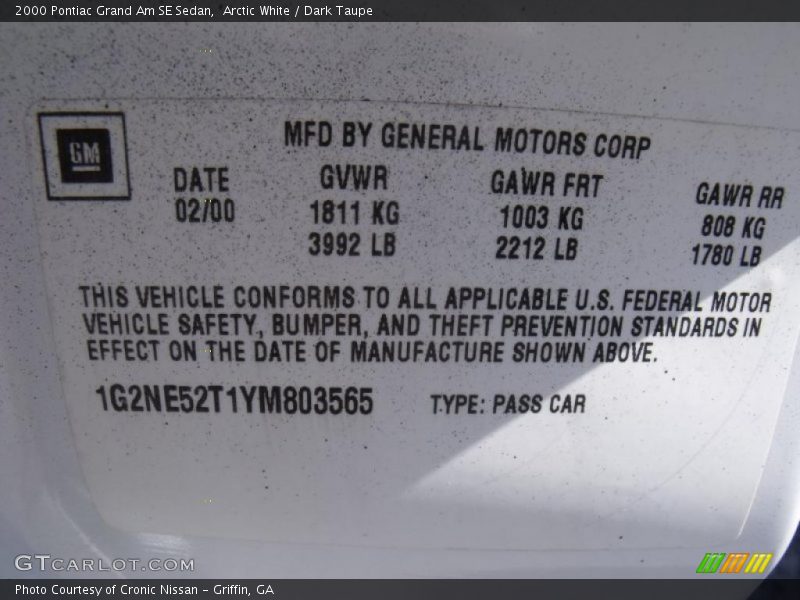 2000 Pontiac Grand Am SE Sedan,  Arctic White / Dark Taupe
GM
MFD BY GENERAL MOTORS CORP
DATE GVWR GAWR FRT GAWR RR
02/00 1811 KG 1003 KG 808 KG
3992 LB 2212 LB 1780 LB
THIS VEHICLE CONFORMS TO ALL APPLICABLE U.S. FEDERAL MOTOR
VEHICLE SAFETY, BUMPER, AND THEFT PREVENTION STANDARDS IN
EFFECT ON THE DATE OF MANUFACTURE SHOWN ABOVE.
1G2NE52T1YM803565 TYPE: PASS CAR
GTCARLOT.COM
Photo Courtesy of Cronic Nissan - Griffin, GA